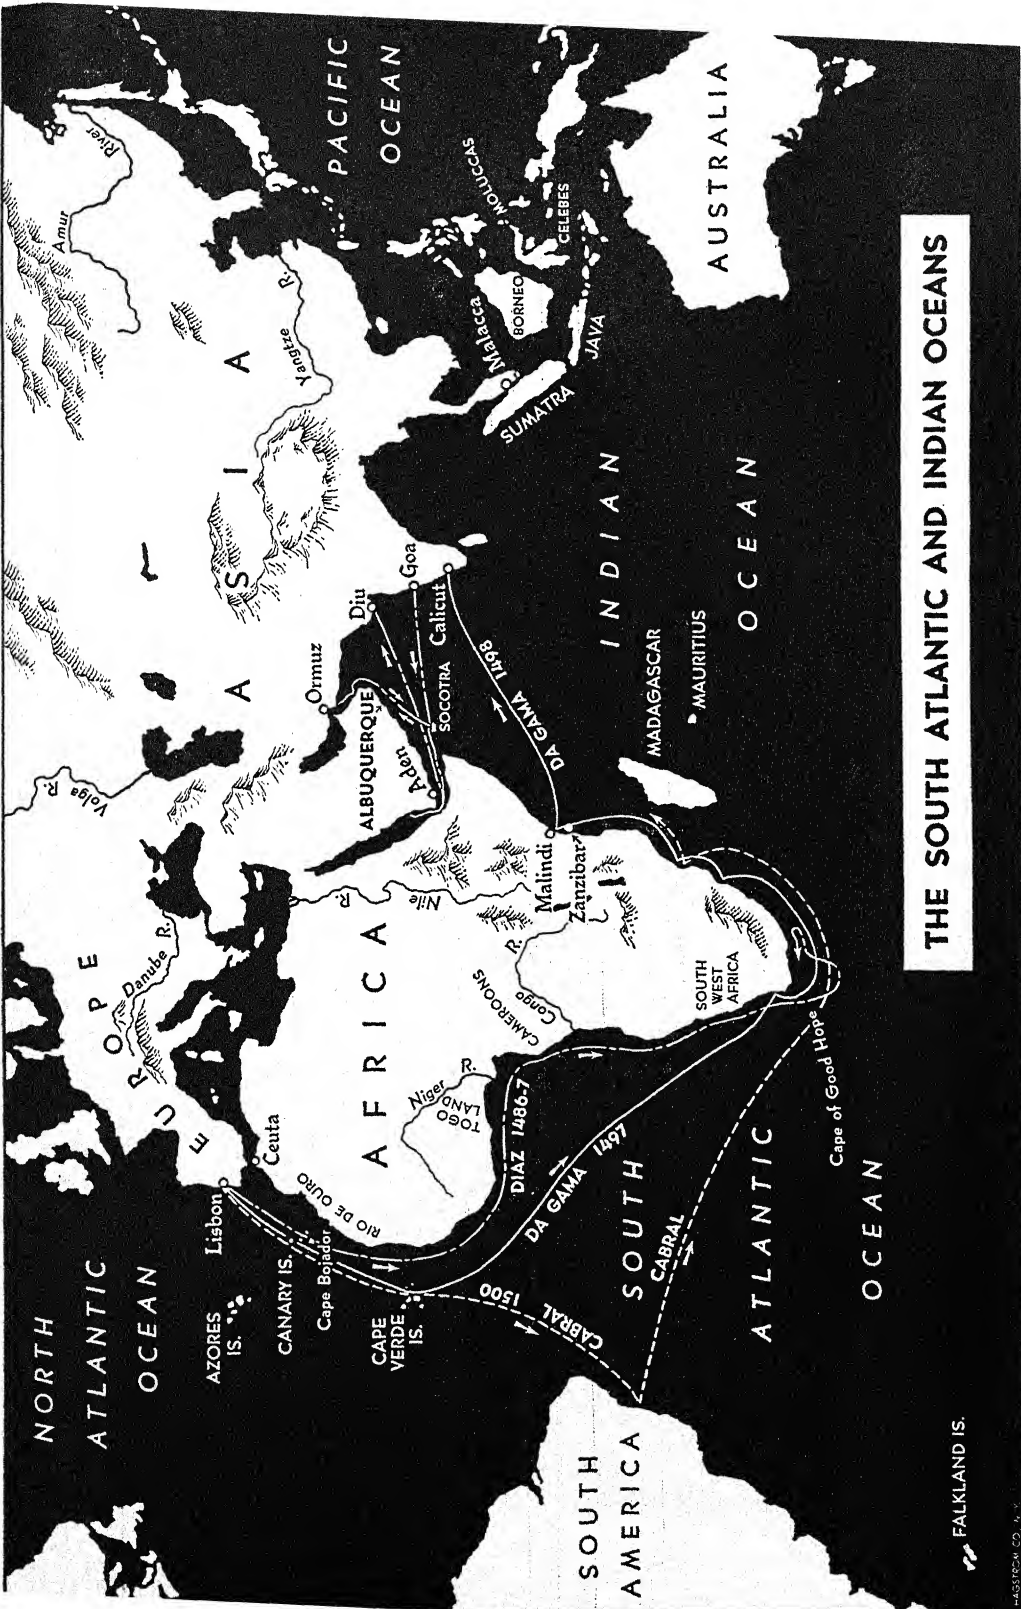 NORTH
ATLANTIC
OCEAN
AZORES
IS.
CANARY IS.
Cape Bojador
CAPE
VERDE
IS.
Lisbon
Ceuta
RIO DE OURO
EUROPE
Danube R.
Volga R.
AFRICA
Niger R.
TOGO
LAND
CAMEROONS
Congo R.
Nile R.
SOUTH
WEST
AFRICA
Malindi
Zanzibar
Cape of Good Hope
DIAZ 1486-7
DA GAMA 1497
CABRAL 1500
CABRAL
SOUTH
ATLANTIC
OCEAN
SOUTH
AMERICA
FALKLAND IS.
ASIA
Amur River
Yangtze R.
Ormuz
ALBUQUERQUE
Aden
SOCOTRA
Diu
Goa
Calicut
DA GAMA 1498
MADAGASCAR
MAURITIUS
INDIAN
OCEAN
PACIFIC
OCEAN
Malacca
SUMATRA
JAVA
BORNEO
CELEBES
MOLUCCAS
AUSTRALIA
THE SOUTH ATLANTIC AND INDIAN OCEANS
HAGSTROM CO., N.Y.